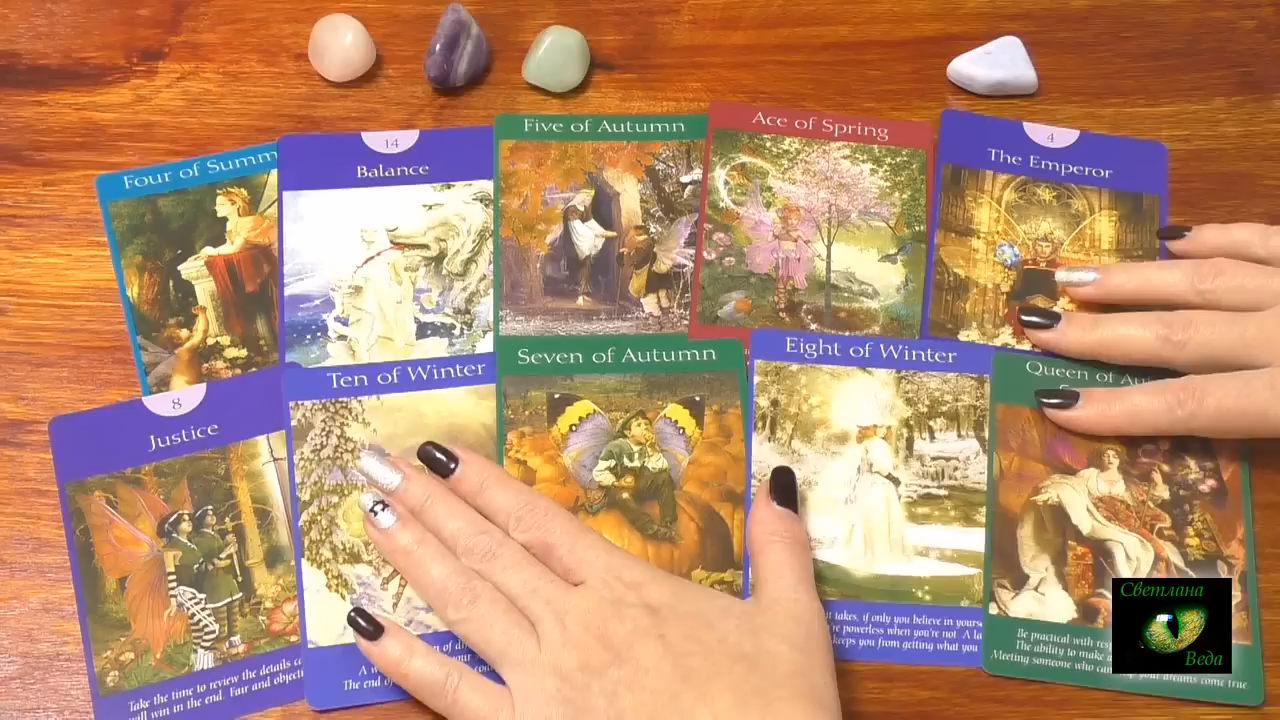 Four of Summ
14
Balance
Five of Autumn
Ace of Spring
4
The Emperor
8
Justice
Ten of Winter
Seven of Autumn
Eight of Winter
Queen of Au
Take the time to review the details
will win in the end. Fair and objecti
The end of
takes, if only you believe in yours
powerless when you're not. A la
keeps you from getting what you
Be practical with
The ability to make
Meeting someone who can your dreams come true
Светлана
Веда